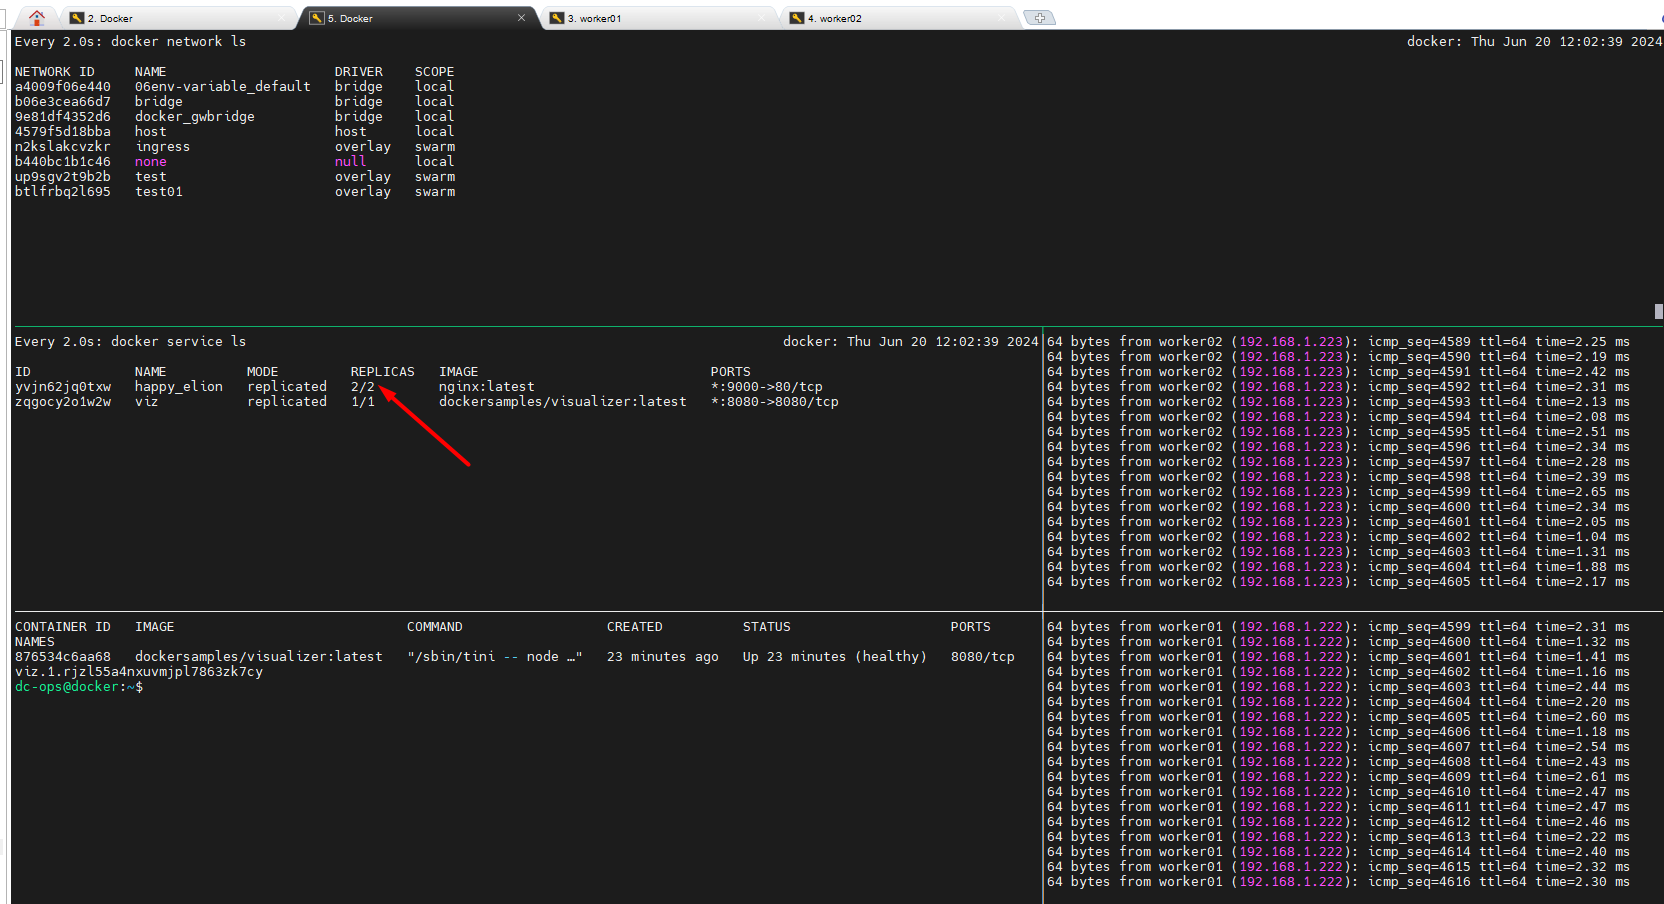 2. Docker
5. Docker
3. worker01
4. worker02
Every 2.0s: docker network ls
docker: Thu Jun 20 12:02:39 2024
NETWORK ID NAME DRIVER SCOPE
a4009f06e440 06env-variable_default bridge local
b06e3cea66d7 bridge bridge local
9e81df4352d6 docker_gwbridge bridge local
4579f5d18bba host host local
n2kslakcvzkr ingress overlay swarm
b440bc1b1c46 none null local
up9sgv2t9b2b test overlay swarm
btlfrbq2l695 test01 overlay swarm
Every 2.0s: docker service ls
docker: Thu Jun 20 12:02:39 2024
ID NAME MODE REPLICAS IMAGE PORTS
yvjn62jq0txw happy_elion replicated 2/2 nginx:latest *:9000->80/tcp
zqgocy2o1w2w viz replicated 1/1 dockersamples/visualizer:latest *:8080->8080/tcp
64 bytes from worker02 (192.168.1.223): icmp_seq=4589 ttl=64 time=2.25 ms
64 bytes from worker02 (192.168.1.223): icmp_seq=4590 ttl=64 time=2.19 ms
64 bytes from worker02 (192.168.1.223): icmp_seq=4591 ttl=64 time=2.42 ms
64 bytes from worker02 (192.168.1.223): icmp_seq=4592 ttl=64 time=2.31 ms
64 bytes from worker02 (192.168.1.223): icmp_seq=4593 ttl=64 time=2.13 ms
64 bytes from worker02 (192.168.1.223): icmp_seq=4594 ttl=64 time=2.08 ms
64 bytes from worker02 (192.168.1.223): icmp_seq=4595 ttl=64 time=2.51 ms
64 bytes from worker02 (192.168.1.223): icmp_seq=4596 ttl=64 time=2.34 ms
64 bytes from worker02 (192.168.1.223): icmp_seq=4597 ttl=64 time=2.28 ms
64 bytes from worker02 (192.168.1.223): icmp_seq=4598 ttl=64 time=2.39 ms
64 bytes from worker02 (192.168.1.223): icmp_seq=4599 ttl=64 time=2.65 ms
64 bytes from worker02 (192.168.1.223): icmp_seq=4600 ttl=64 time=2.34 ms
64 bytes from worker02 (192.168.1.223): icmp_seq=4601 ttl=64 time=2.05 ms
64 bytes from worker02 (192.168.1.223): icmp_seq=4602 ttl=64 time=1.04 ms
64 bytes from worker02 (192.168.1.223): icmp_seq=4603 ttl=64 time=1.31 ms
64 bytes from worker02 (192.168.1.223): icmp_seq=4604 ttl=64 time=1.88 ms
64 bytes from worker02 (192.168.1.223): icmp_seq=4605 ttl=64 time=2.17 ms
CONTAINER ID IMAGE COMMAND CREATED STATUS PORTS
NAMES
876534c6aa68 dockersamples/visualizer:latest "/sbin/tini -- node …" 23 minutes ago Up 23 minutes (healthy) 8080/tcp
viz.1.rjzl55a4nxuvmjpl7863zk7cy
dc-ops@docker:~$
64 bytes from worker01 (192.168.1.222): icmp_seq=4599 ttl=64 time=2.31 ms
64 bytes from worker01 (192.168.1.222): icmp_seq=4600 ttl=64 time=1.32 ms
64 bytes from worker01 (192.168.1.222): icmp_seq=4601 ttl=64 time=1.41 ms
64 bytes from worker01 (192.168.1.222): icmp_seq=4602 ttl=64 time=1.16 ms
64 bytes from worker01 (192.168.1.222): icmp_seq=4603 ttl=64 time=2.44 ms
64 bytes from worker01 (192.168.1.222): icmp_seq=4604 ttl=64 time=2.20 ms
64 bytes from worker01 (192.168.1.222): icmp_seq=4605 ttl=64 time=2.60 ms
64 bytes from worker01 (192.168.1.222): icmp_seq=4606 ttl=64 time=1.18 ms
64 bytes from worker01 (192.168.1.222): icmp_seq=4607 ttl=64 time=2.54 ms
64 bytes from worker01 (192.168.1.222): icmp_seq=4608 ttl=64 time=2.43 ms
64 bytes from worker01 (192.168.1.222): icmp_seq=4609 ttl=64 time=2.61 ms
64 bytes from worker01 (192.168.1.222): icmp_seq=4610 ttl=64 time=2.47 ms
64 bytes from worker01 (192.168.1.222): icmp_seq=4611 ttl=64 time=2.47 ms
64 bytes from worker01 (192.168.1.222): icmp_seq=4612 ttl=64 time=2.46 ms
64 bytes from worker01 (192.168.1.222): icmp_seq=4613 ttl=64 time=2.22 ms
64 bytes from worker01 (192.168.1.222): icmp_seq=4614 ttl=64 time=2.40 ms
64 bytes from worker01 (192.168.1.222): icmp_seq=4615 ttl=64 time=2.32 ms
64 bytes from worker01 (192.168.1.222): icmp_seq=4616 ttl=64 time=2.30 ms